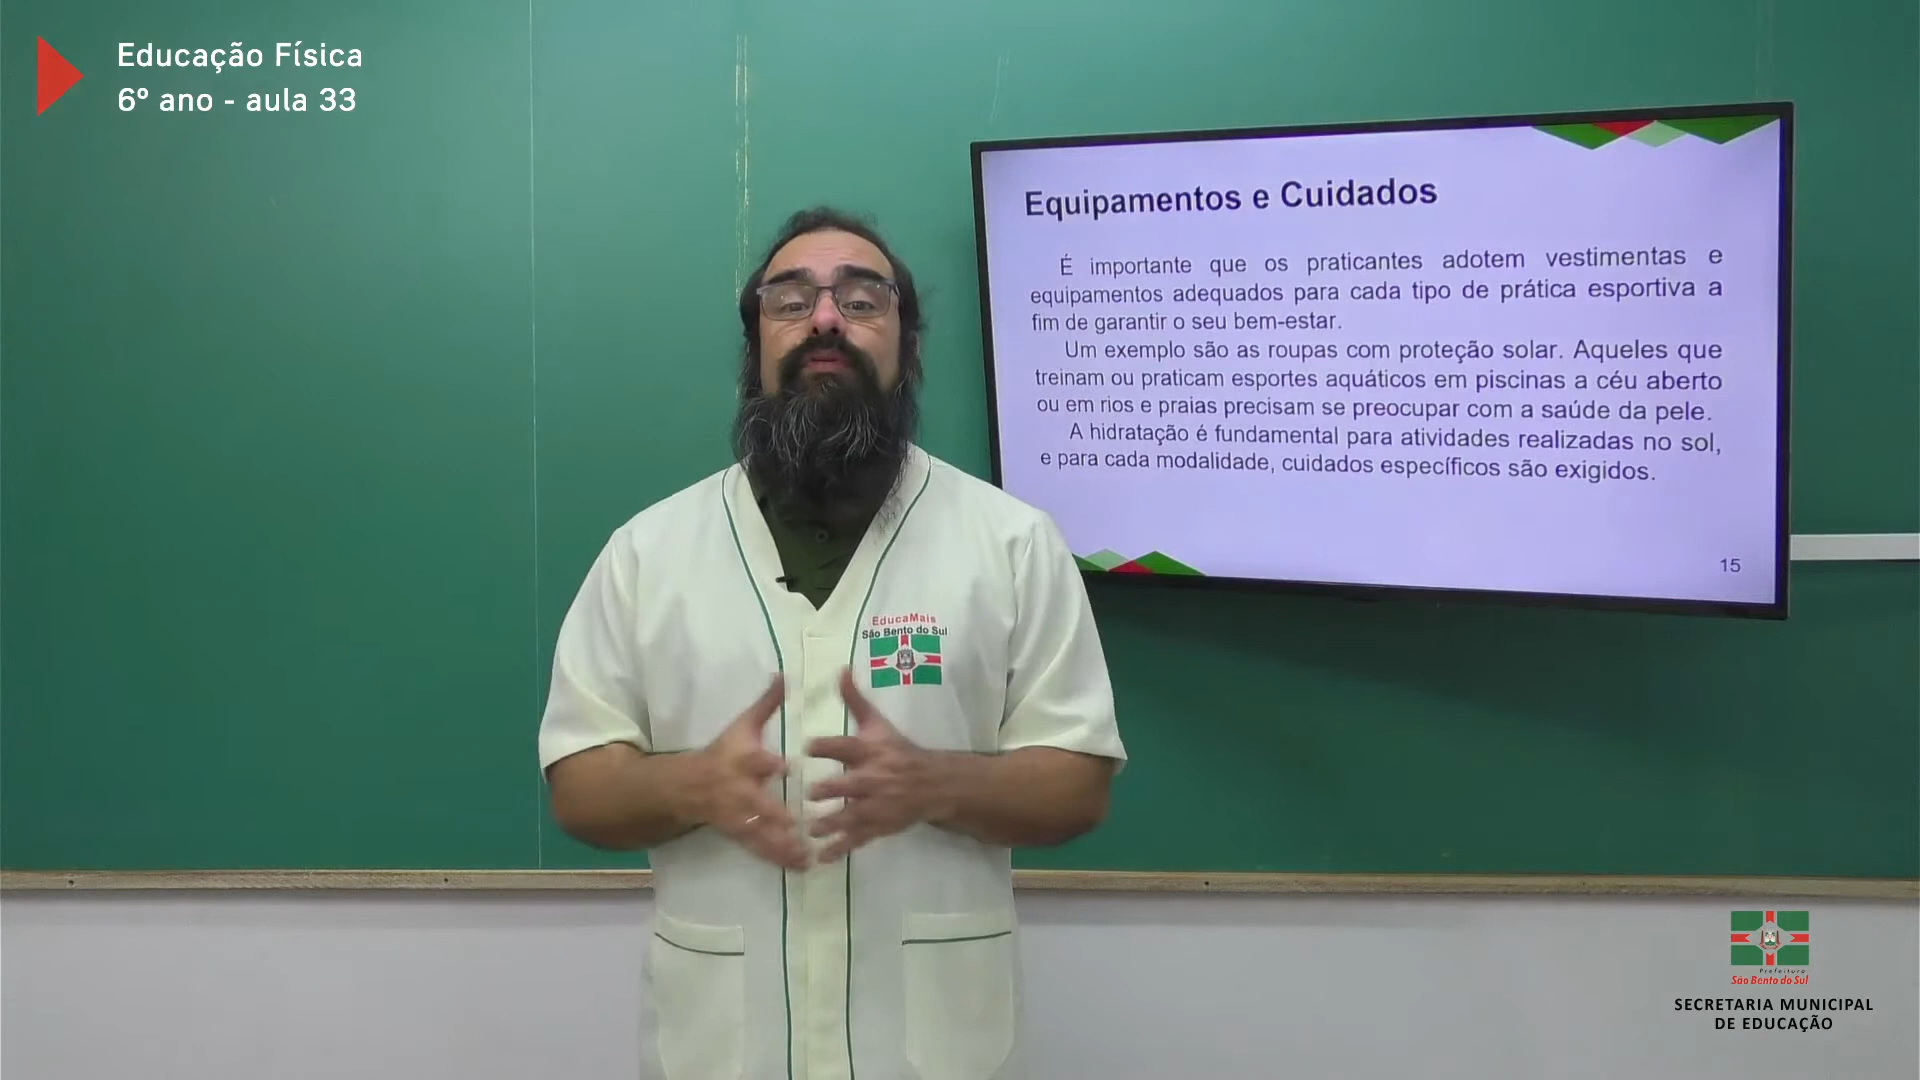 Educação Física
6º ano - aula 33
Equipamentos e Cuidados
É importante que os praticantes adotem vestimentas e
equipamentos adequados para cada tipo de prática esportiva a
fim de garantir o seu bem-estar.
Um exemplo são as roupas com proteção solar. Aqueles que
treinam ou praticam esportes aquáticos em piscinas a céu aberto
ou em rios e praias precisam se preocupar com a saúde da pele.
A hidratação é fundamental para atividades realizadas no sol,
e para cada modalidade, cuidados específicos são exigidos.
15
EducaMais
São Bento do Sul
Prefeitura
São Bento do Sul
SECRETARIA MUNICIPAL
DE EDUCAÇÃO